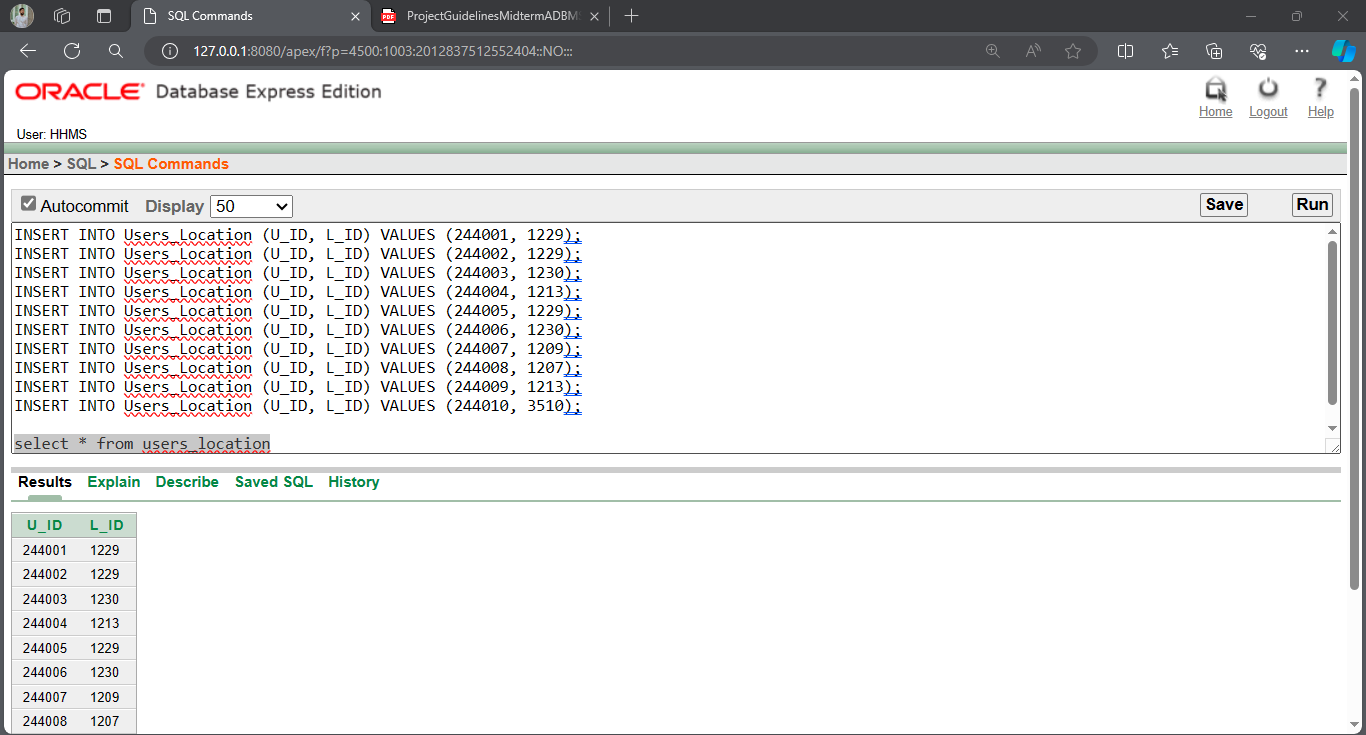 SQL Commands
PDF ProjectGuidelinesMidtermADBM
127.0.0.1:8080/apex/f?p=4500:1003:2012837512552404::NO:::
ORACLE Database Express Edition
Home Logout Help
User: HHMS
Home > SQL > SQL Commands
Autocommit Display 50 Save Run
INSERT INTO Users_Location (U_ID, L_ID) VALUES (244001, 1229);
INSERT INTO Users_Location (U_ID, L_ID) VALUES (244002, 1229);
INSERT INTO Users_Location (U_ID, L_ID) VALUES (244003, 1230);
INSERT INTO Users_Location (U_ID, L_ID) VALUES (244004, 1213);
INSERT INTO Users_Location (U_ID, L_ID) VALUES (244005, 1229);
INSERT INTO Users_Location (U_ID, L_ID) VALUES (244006, 1230);
INSERT INTO Users_Location (U_ID, L_ID) VALUES (244007, 1209);
INSERT INTO Users_Location (U_ID, L_ID) VALUES (244008, 1207);
INSERT INTO Users_Location (U_ID, L_ID) VALUES (244009, 1213);
INSERT INTO Users_Location (U_ID, L_ID) VALUES (244010, 3510);
select * from users_location
Results Explain Describe Saved SQL History
U_ID L_ID
244001 1229
244002 1229
244003 1230
244004 1213
244005 1229
244006 1230
244007 1209
244008 1207